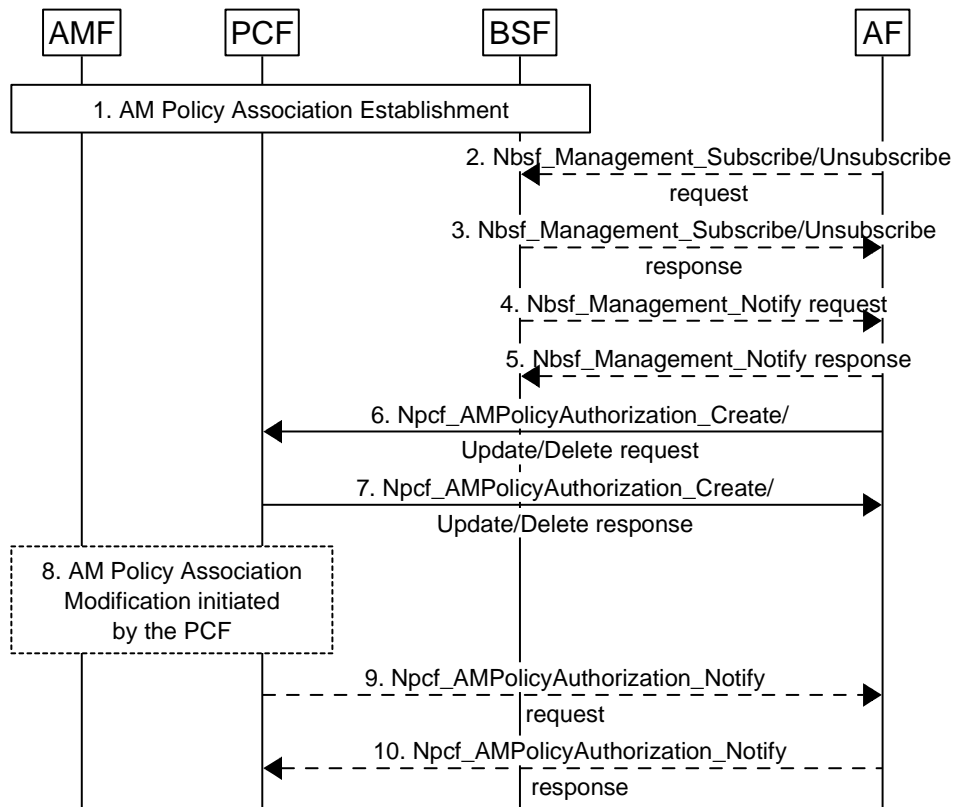 AMF PCF BSF AF
1. AM Policy Association Establishment
2. Nbsf_Management_Subscribe/Unsubscribe
request
3. Nbsf_Management_Subscribe/Unsubscribe
response
4. Nbsf_Management_Notify request
5. Nbsf_Management_Notify response
6. Npcf_AMPolicyAuthorization_Create/
Update/Delete request
7. Npcf_AMPolicyAuthorization_Create/
Update/Delete response
8. AM Policy Association
Modification initiated
by the PCF
9. Npcf_AMPolicyAuthorization_Notify
request
10. Npcf_AMPolicyAuthorization_Notify
response